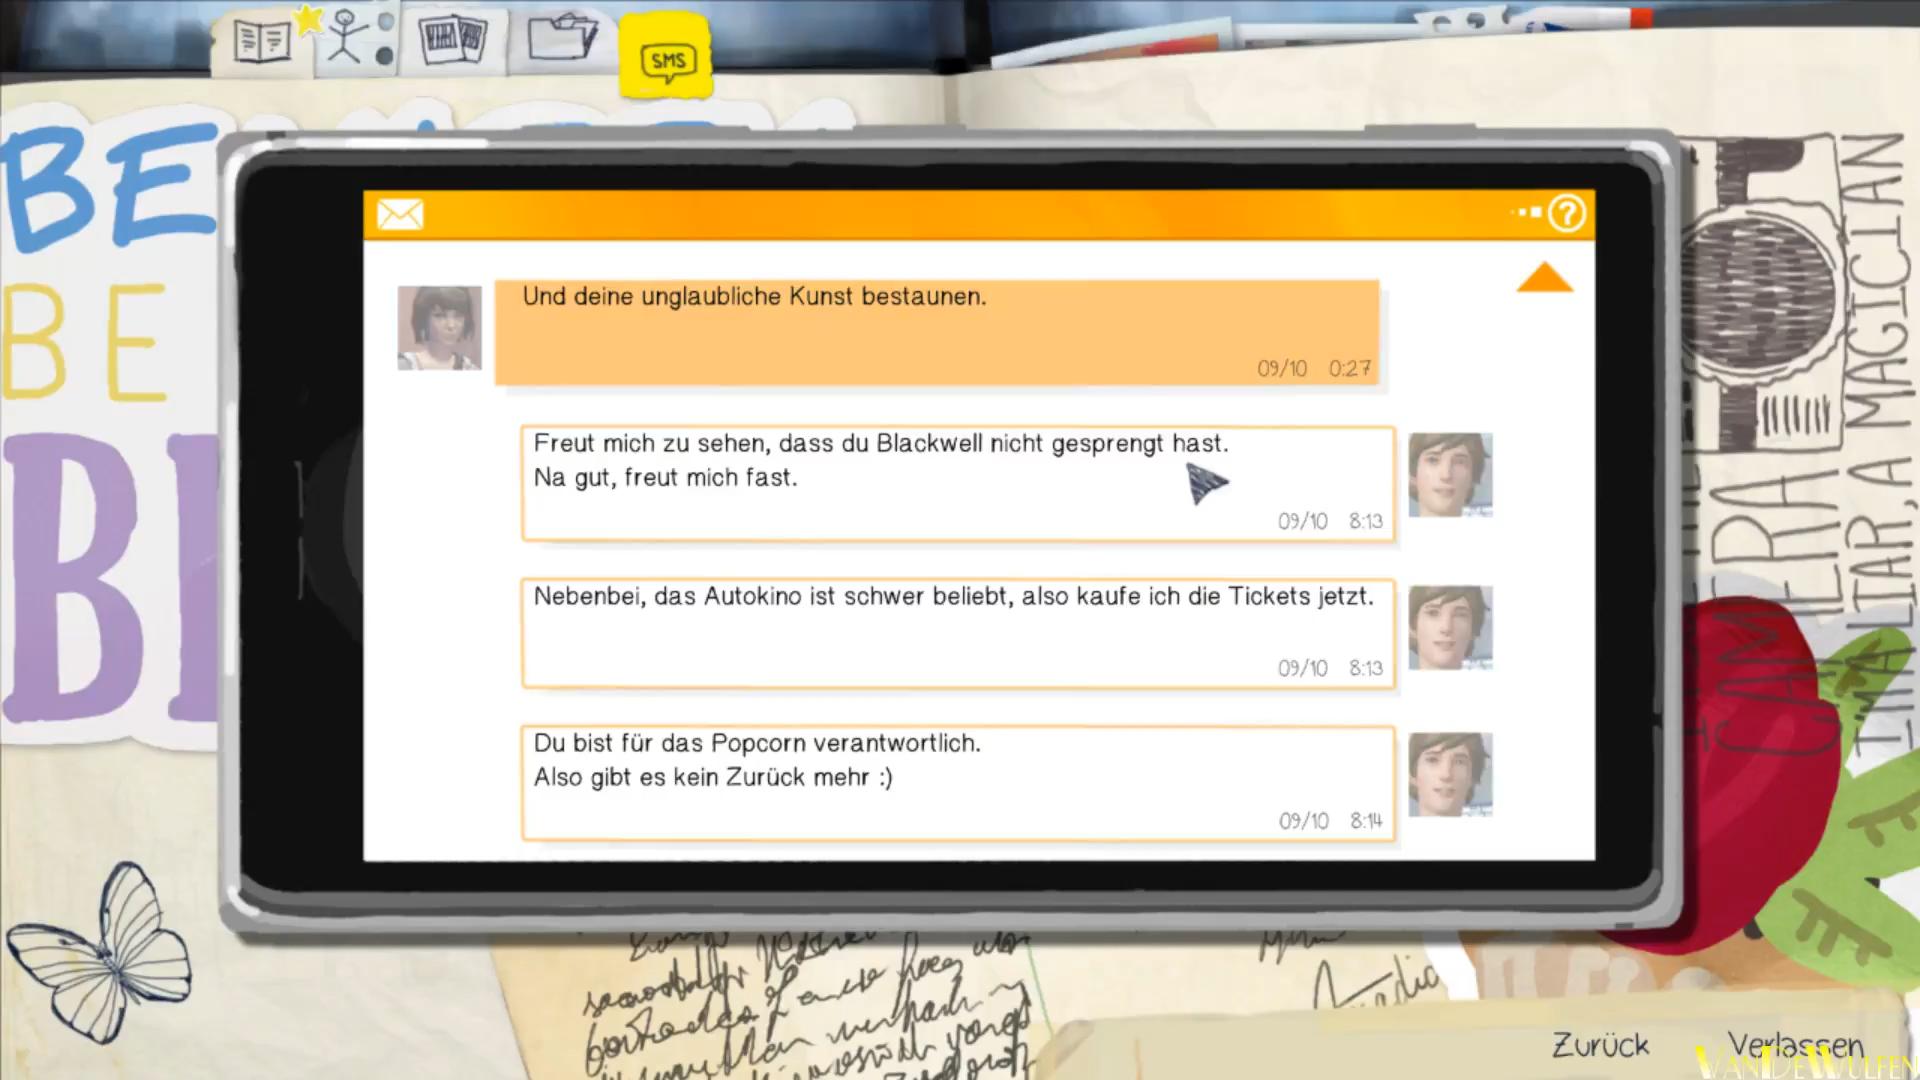 SMS
BE
BE
Und deine unglaubliche Kunst bestaunen.
09/10 0:27
Freut mich zu sehen, dass du Blackwell nicht gesprengt hast.
Na gut, freut mich fast.
09/10 8:13
Nebenbei, das Autokino ist schwer beliebt, also kaufe ich die Tickets jetzt.
09/10 8:13
Du bist für das Popcorn verantwortlich.
Also gibt es kein Zurück mehr :)
09/10 8:14
CAMERA
LIAR, A MAGICIAN
Zurück
Verlassen
VANDEWULFEN